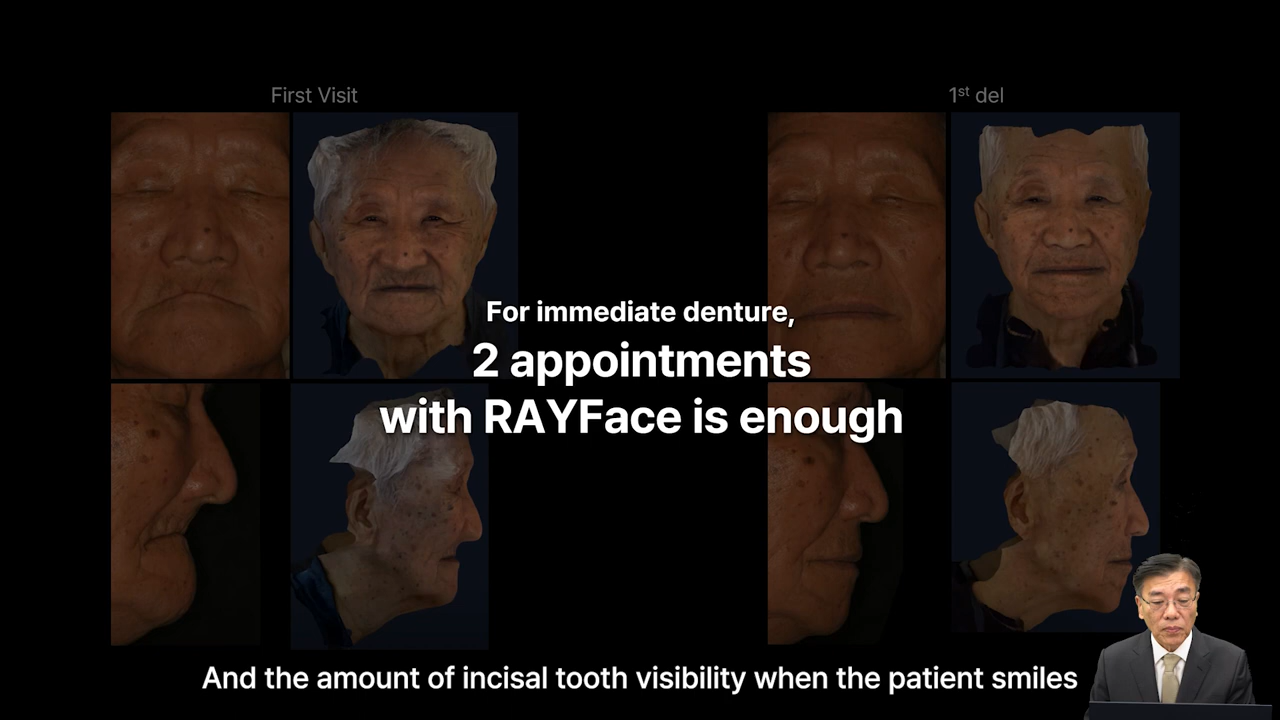 First Visit
1st del
For immediate denture,
2 appointments
with RAYFace is enough
And the amount of incisal tooth visibility when the patient smiles